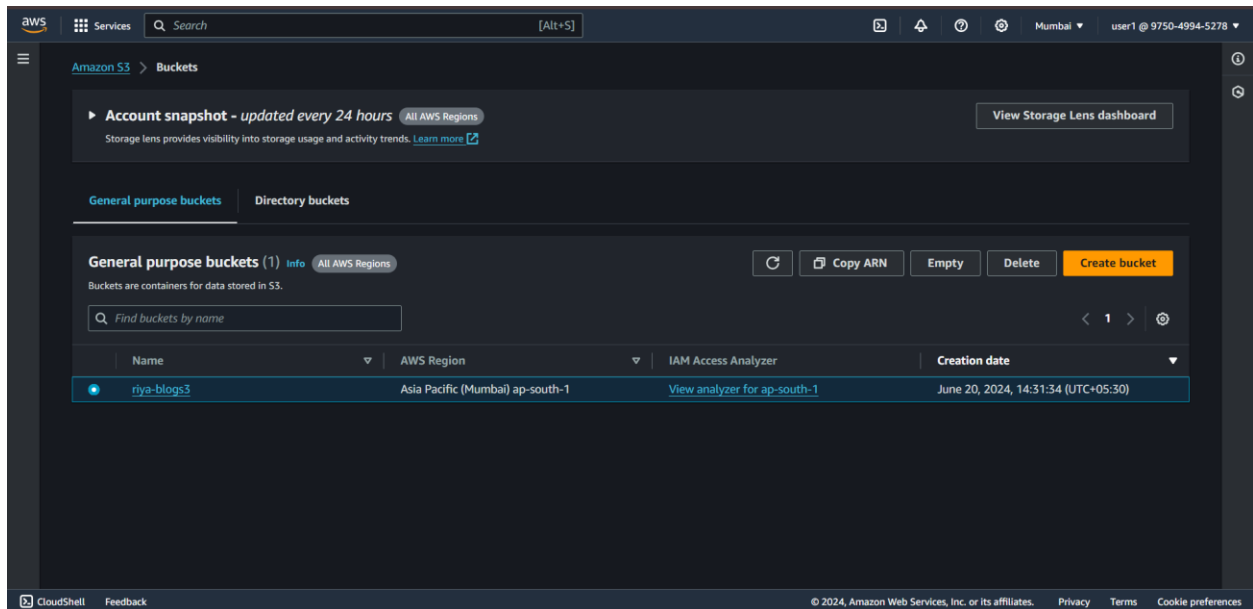 aws Services Search [Alt+S] Mumbai ▼ user1 @ 9750-4994-5278 ▼
Amazon S3 > Buckets
Account snapshot - updated every 24 hours All AWS Regions View Storage Lens dashboard
Storage lens provides visibility into storage usage and activity trends. Learn more
General purpose buckets Directory buckets
General purpose buckets (1) Info All AWS Regions Copy ARN Empty Delete Create bucket
Buckets are containers for data stored in S3.
Find buckets by name < 1 >
Name AWS Region IAM Access Analyzer Creation date
riya-blogs3 Asia Pacific (Mumbai) ap-south-1 View analyzer for ap-south-1 June 20, 2024, 14:31:34 (UTC+05:30)
CloudShell Feedback © 2024, Amazon Web Services, Inc. or its affiliates. Privacy Terms Cookie preferences